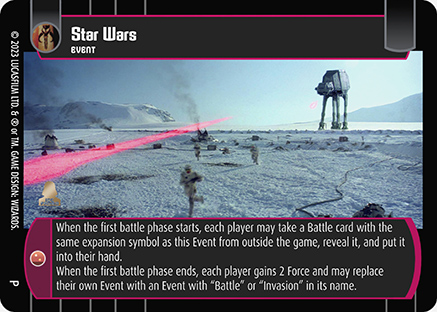 Star Wars
EVENT
© 2023 LUCASFILM LTD. & ® or TM. GAME DESIGN: WIZARDS.
When the first battle phase starts, each player may take a Battle card with the
same expansion symbol as this Event from outside the game, reveal it, and put it
into their hand.
When the first battle phase ends, each player gains 2 Force and may replace
their own Event with an Event with “Battle” or “Invasion” in its name.
P